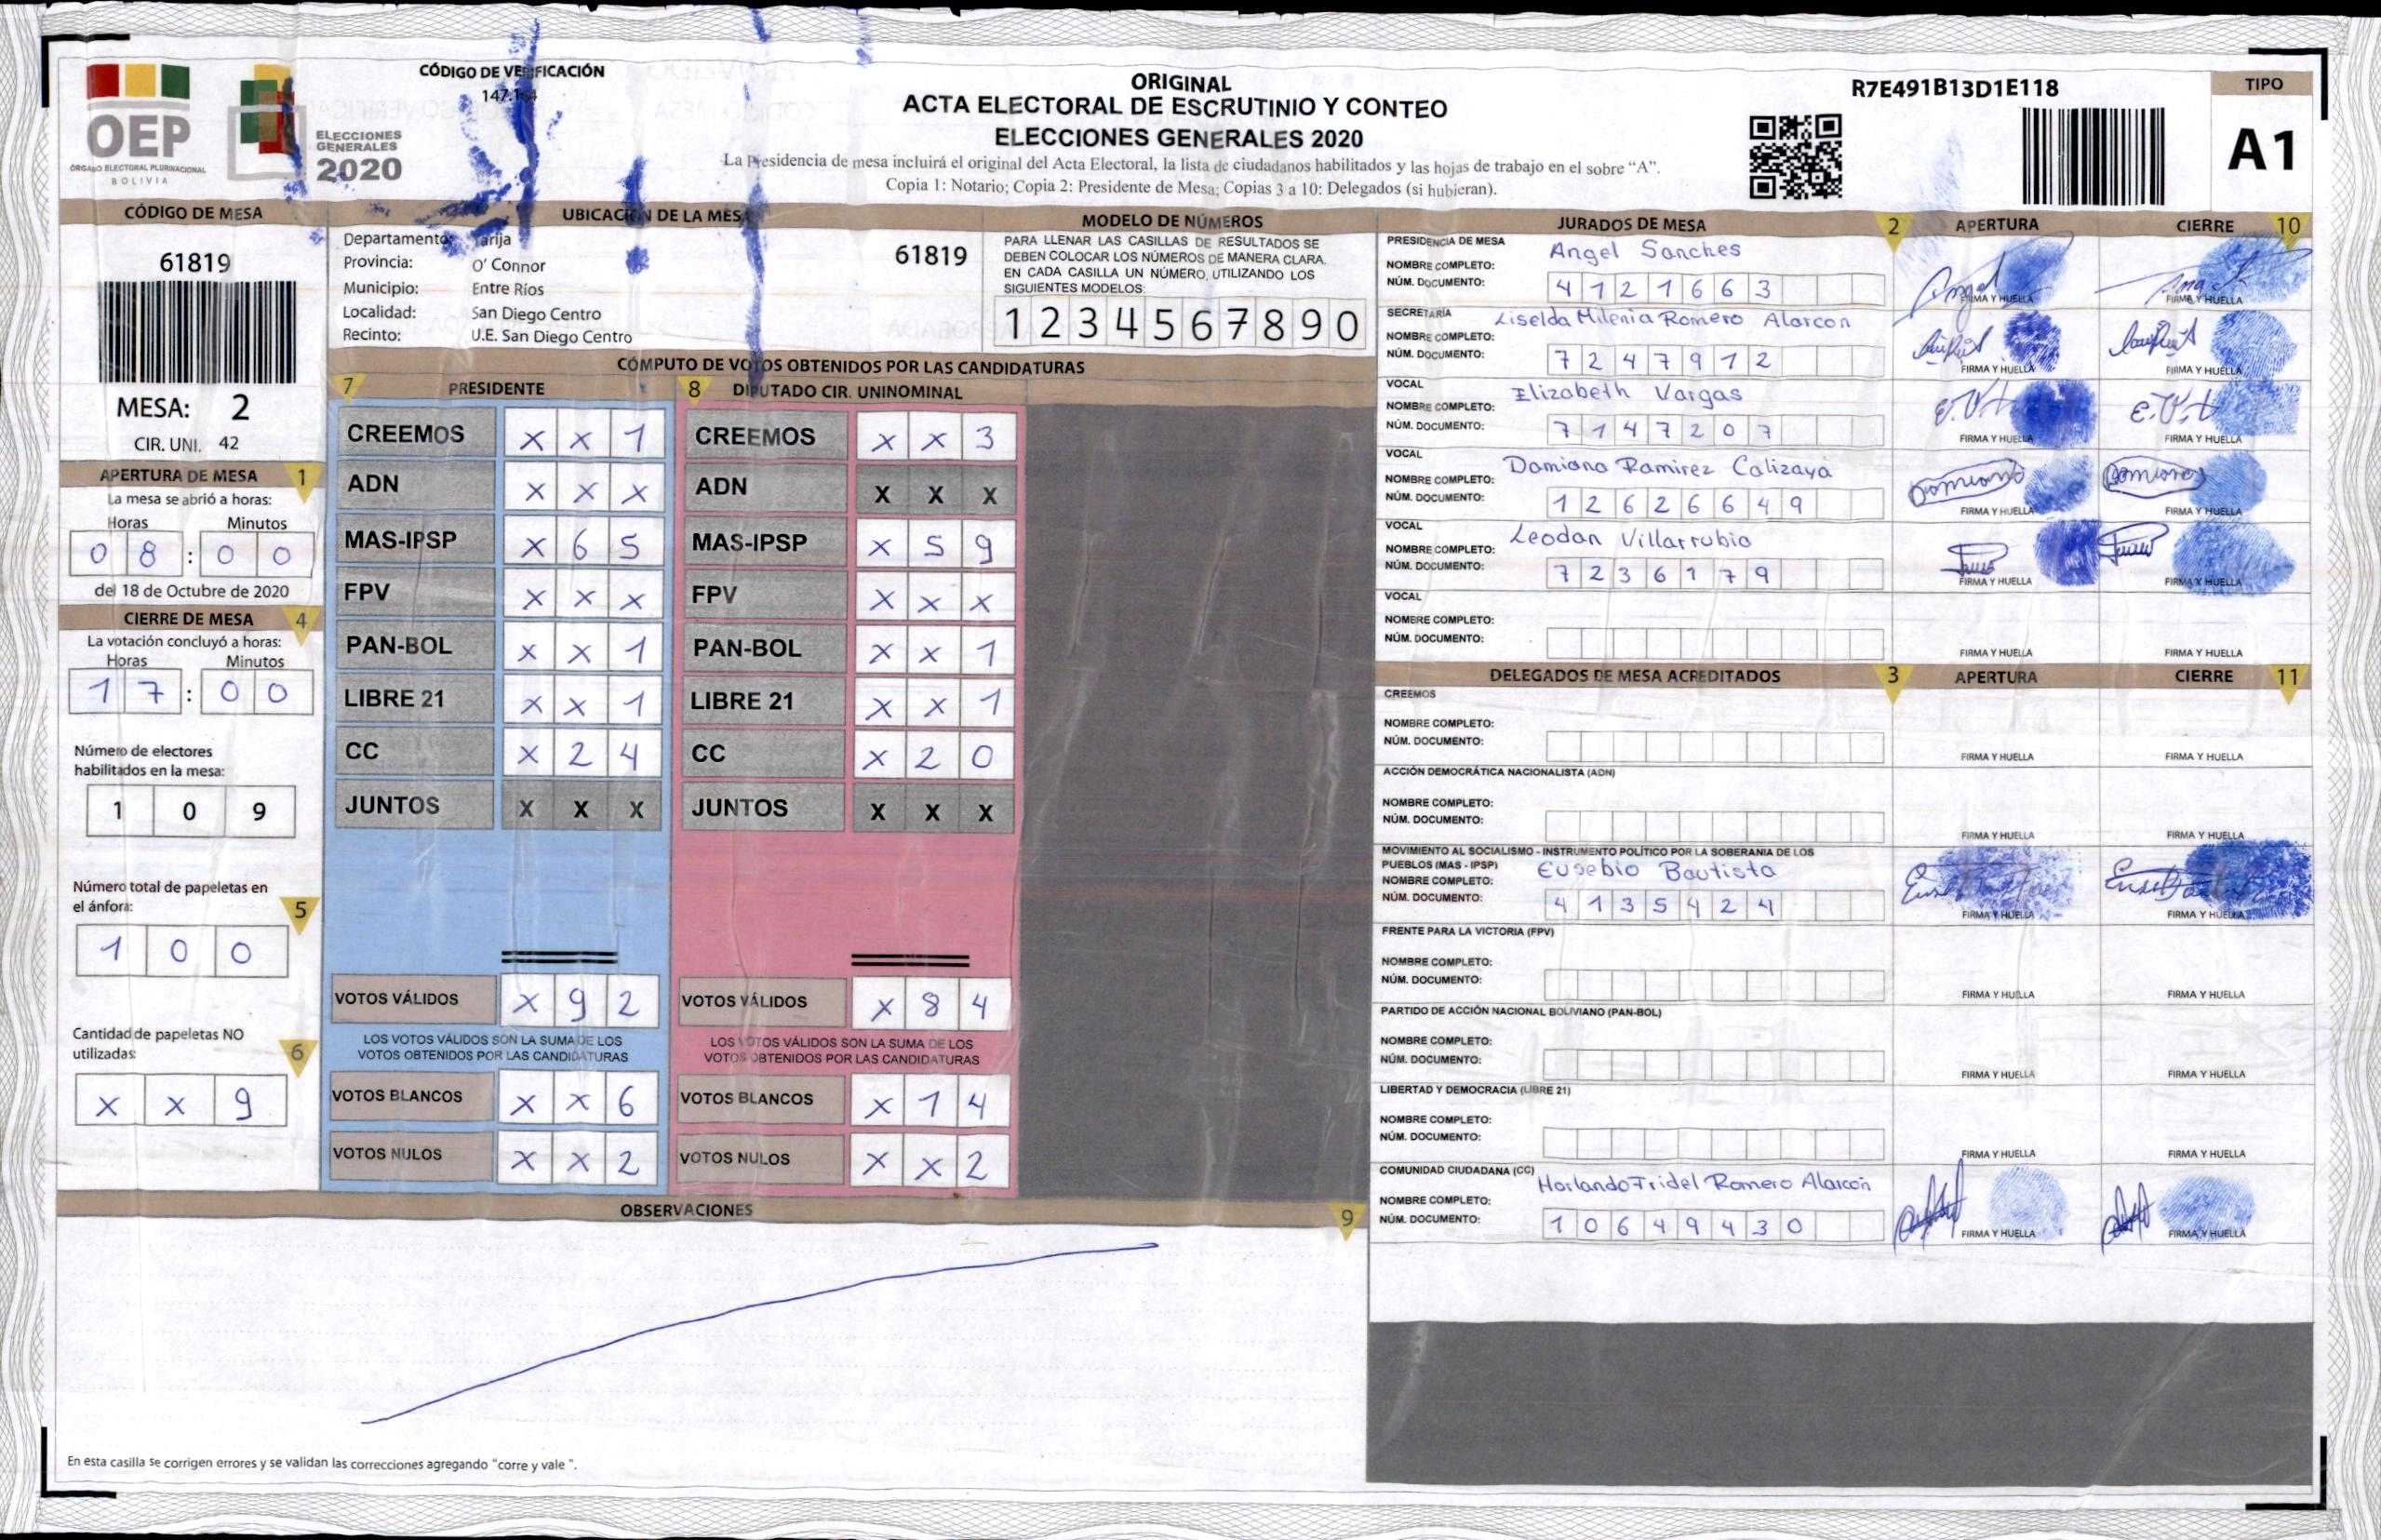 CÓDIGO DE VERIFICACIÓN
OEP
ÓRGANO ELECTORAL PLURINACIONAL
BOLIVIA
ELECCIONES
GENERALES
2020
ORIGINAL
ACTA ELECTORAL DE ESCRUTINIO Y CONTEO
ELECCIONES GENERALES 2020
La Presidencia de mesa incluirá el original del Acta Electoral, la lista de ciudadanos habilitados y las hojas de trabajo en el sobre “A”.
Copia 1: Notario; Copia 2: Presidente de Mesa; Copias 3 a 10: Delegados (si hubieran).
R7E491B13D1E118
TIPO
A1
CÓDIGO DE MESA
61819
MESA: 2
CIR. UNI. 42
UBICACIÓN DE LA MESA
Departamento: Tarija
Provincia: O' Connor
Municipio: Entre Ríos
Localidad: San Diego Centro
Recinto: U.E. San Diego Centro
61819
MODELO DE NÚMEROS
PARA LLENAR LAS CASILLAS DE RESULTADOS SE
DEBEN COLOCAR LOS NÚMEROS DE MANERA CLARA.
EN CADA CASILLA UN NÚMERO, UTILIZANDO LOS
SIGUIENTES MODELOS:
1 2 3 4 5 6 7 8 9 0
APERTURA DE MESA 1
La mesa se abrió a horas:
Horas Minutos
0 8 : 0 0
del 18 de Octubre de 2020
CIERRE DE MESA 4
La votación concluyó a horas:
Horas Minutos
1 7 : 0 0
Número de electores
habilitados en la mesa:
1 0 9
Número total de papeletas en
el ánfora: 5
1 0 0
Cantidad de papeletas NO
utilizadas: 6
x x 9
CÓMPUTO DE VOTOS OBTENIDOS POR LAS CANDIDATURAS
7 PRESIDENTE
CREEMOS x x 1
ADN x x x
MAS-IPSP x 6 5
FPV x x x
PAN-BOL x x 1
LIBRE 21 x x 1
CC x 2 4
JUNTOS X X X
VOTOS VÁLIDOS x 9 2
LOS VOTOS VÁLIDOS SON LA SUMA DE LOS
VOTOS OBTENIDOS POR LAS CANDIDATURAS
VOTOS BLANCOS x x 6
VOTOS NULOS x x 2
8 DIPUTADO CIR. UNINOMINAL
CREEMOS x x 3
ADN X X X
MAS-IPSP x 5 9
FPV x x x
PAN-BOL x x 1
LIBRE 21 x x 1
CC x 2 0
JUNTOS X X X
VOTOS VÁLIDOS x 8 4
LOS VOTOS VÁLIDOS SON LA SUMA DE LOS
VOTOS OBTENIDOS POR LAS CANDIDATURAS
VOTOS BLANCOS x 1 4
VOTOS NULOS x x 2
OBSERVACIONES 9
En esta casilla se corrigen errores y se validan las correcciones agregando "corre y vale ".
JURADOS DE MESA 2 APERTURA CIERRE 10
PRESIDENCIA DE MESA
NOMBRE COMPLETO: Angel Sanches
NÚM. DOCUMENTO: 4 1 2 1 6 6 3
FIRMA Y HUELLA FIRMA Y HUELLA
SECRETARÍA
NOMBRE COMPLETO: Liselda Milenia Romero Alarcon
NÚM. DOCUMENTO: 7 2 4 7 9 1 2
FIRMA Y HUELLA FIRMA Y HUELLA
VOCAL
NOMBRE COMPLETO: Elizabeth Vargas
NÚM. DOCUMENTO: 7 1 4 7 2 0 7
FIRMA Y HUELLA FIRMA Y HUELLA
VOCAL
NOMBRE COMPLETO: Damiana Ramirez Calizaya
NÚM. DOCUMENTO: 1 2 6 2 6 6 4 9
FIRMA Y HUELLA FIRMA Y HUELLA
VOCAL
NOMBRE COMPLETO: Leodan Villarrubia
NÚM. DOCUMENTO: 7 2 3 6 1 7 9
FIRMA Y HUELLA FIRMA Y HUELLA
VOCAL
NOMBRE COMPLETO:
NÚM. DOCUMENTO:
FIRMA Y HUELLA FIRMA Y HUELLA
DELEGADOS DE MESA ACREDITADOS 3 APERTURA CIERRE 11
CREEMOS
NOMBRE COMPLETO:
NÚM. DOCUMENTO:
FIRMA Y HUELLA FIRMA Y HUELLA
ACCIÓN DEMOCRÁTICA NACIONALISTA (ADN)
NOMBRE COMPLETO:
NÚM. DOCUMENTO:
FIRMA Y HUELLA FIRMA Y HUELLA
MOVIMIENTO AL SOCIALISMO - INSTRUMENTO POLÍTICO POR LA SOBERANIA DE LOS
PUEBLOS (MAS - IPSP)
NOMBRE COMPLETO: Eusebio Bautista
NÚM. DOCUMENTO: 4 1 3 5 4 2 4
FIRMA Y HUELLA FIRMA Y HUELLA
FRENTE PARA LA VICTORIA (FPV)
NOMBRE COMPLETO:
NÚM. DOCUMENTO:
FIRMA Y HUELLA FIRMA Y HUELLA
PARTIDO DE ACCIÓN NACIONAL BOLIVIANO (PAN-BOL)
NOMBRE COMPLETO:
NÚM. DOCUMENTO:
FIRMA Y HUELLA FIRMA Y HUELLA
LIBERTAD Y DEMOCRACIA (LIBRE 21)
NOMBRE COMPLETO:
NÚM. DOCUMENTO:
FIRMA Y HUELLA FIRMA Y HUELLA
COMUNIDAD CIUDADANA (CC)
NOMBRE COMPLETO: Horlando Fridel Romero Alarcón
NÚM. DOCUMENTO: 1 0 6 4 9 4 3 0
FIRMA Y HUELLA FIRMA Y HUELLA